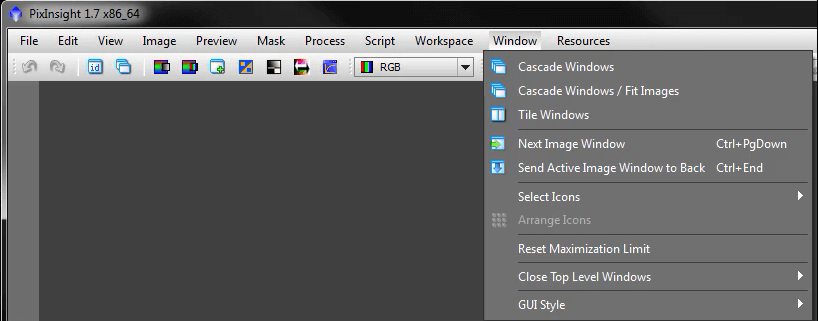 PixInsight 1.7 x86_64
File Edit View Image Preview Mask Process Script Workspace Window Resources
id RGB
Cascade Windows
Cascade Windows / Fit Images
Tile Windows
Next Image Window Ctrl+PgDown
Send Active Image Window to Back Ctrl+End
Select Icons
Arrange Icons
Reset Maximization Limit
Close Top Level Windows
GUI Style